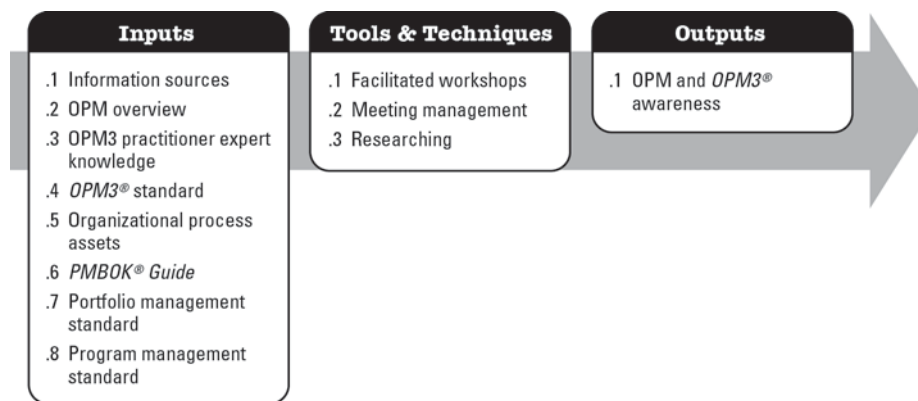 Inputs
.1 Information sources
.2 OPM overview
.3 OPM3 practitioner expert
knowledge
.4 OPM3® standard
.5 Organizational process
assets
.6 PMBOK® Guide
.7 Portfolio management
standard
.8 Program management
standard
Tools & Techniques
.1 Facilitated workshops
.2 Meeting management
.3 Researching
Outputs
.1 OPM and OPM3®
awareness